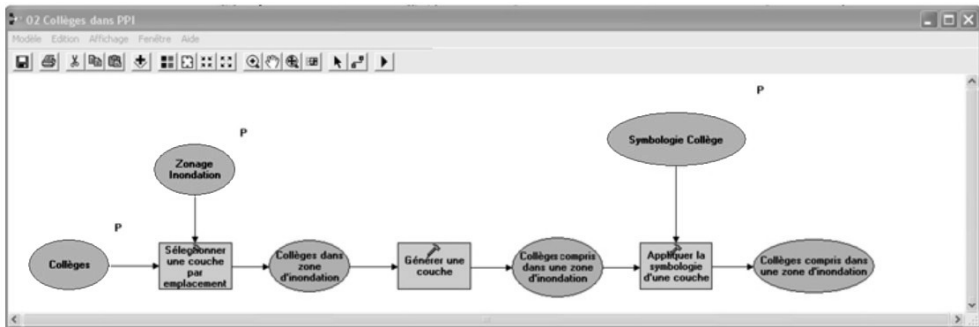 02 Collèges dans PPI
Modèle Edition Affichage Fenêtre Aide
P
P
Symbologie Collège
Zonage
Inondation
P
Collèges
Sélectionner
une couche
par
emplacement
Collèges dans
zone
d'inondation
Générer une
couche
Collèges compris
dans une zone
d'inondation
Appliquer la
symbologie
d'une couche
Collèges compris dans
une zone d'inondation